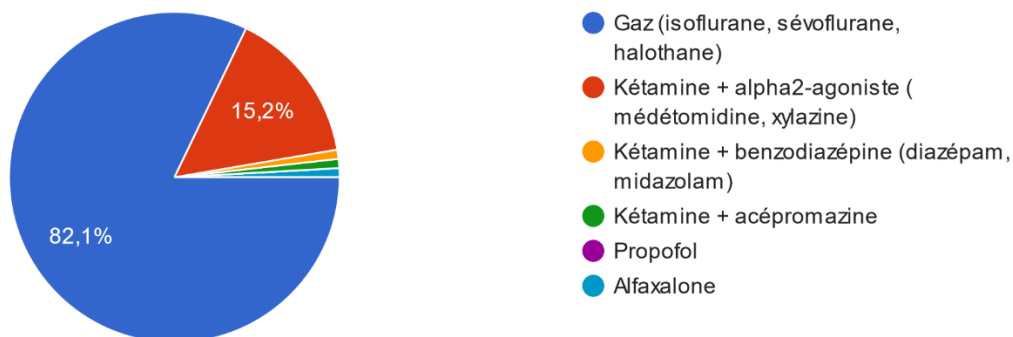 Gaz (isoflurane, sévoflurane,
halothane)
Kétamine + alpha2-agoniste (
médétomidine, xylazine)
Kétamine + benzodiazépine (diazépam,
midazolam)
Kétamine + acépromazine
Propofol
Alfaxalone
15,2%
82,1%